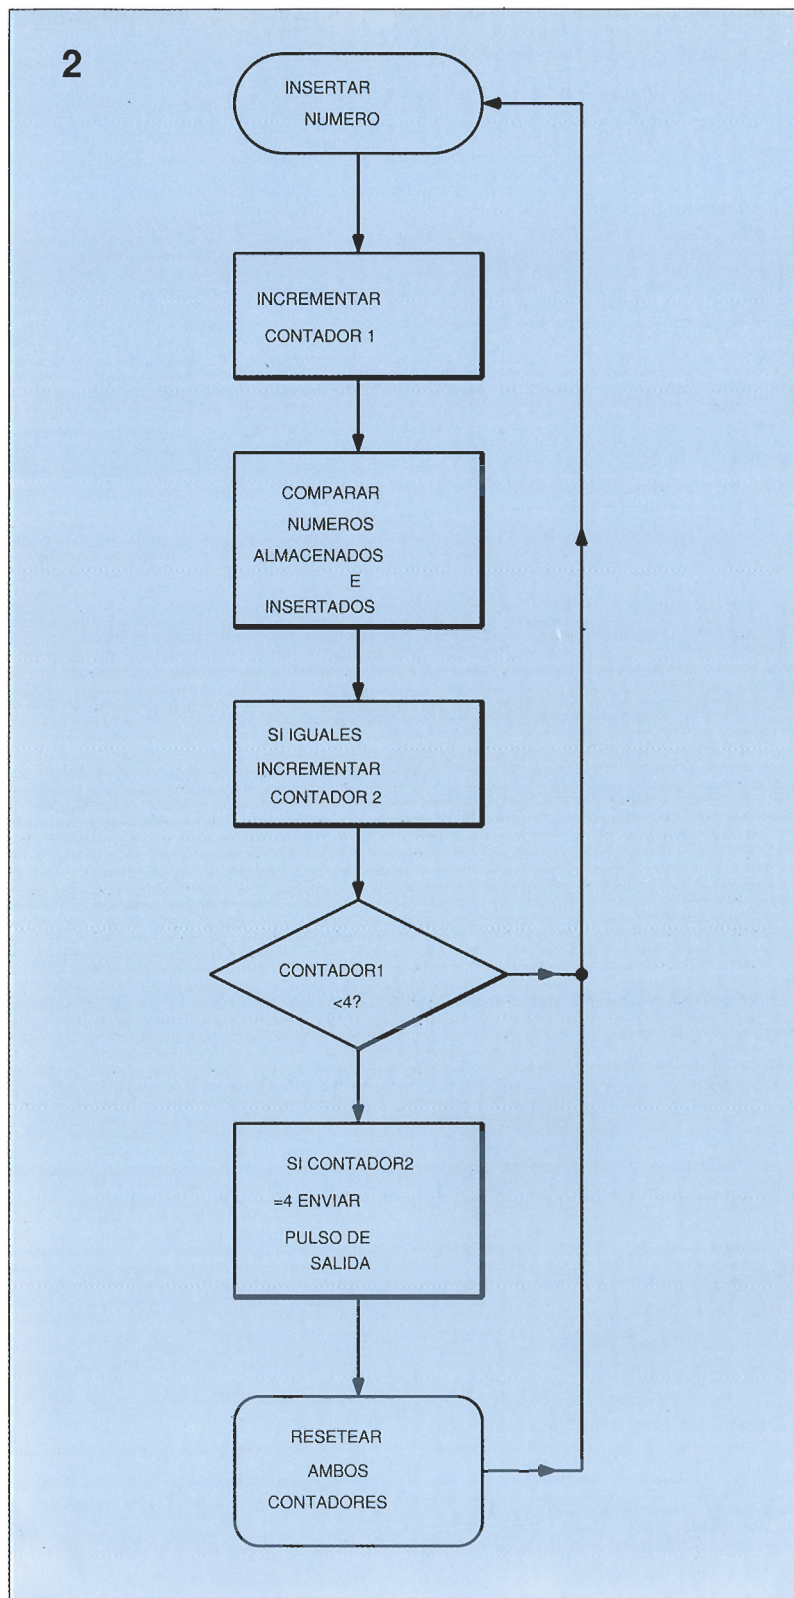 2
INSERTAR
NUMERO
INCREMENTAR
CONTADOR 1
COMPARAR
NUMEROS
ALMACENADOS
E
INSERTADOS
SI IGUALES
INCREMENTAR
CONTADOR 2
CONTADOR1
<4?
SI CONTADOR2
=4 ENVIAR
PULSO DE
SALIDA
RESETEAR
AMBOS
CONTADORES